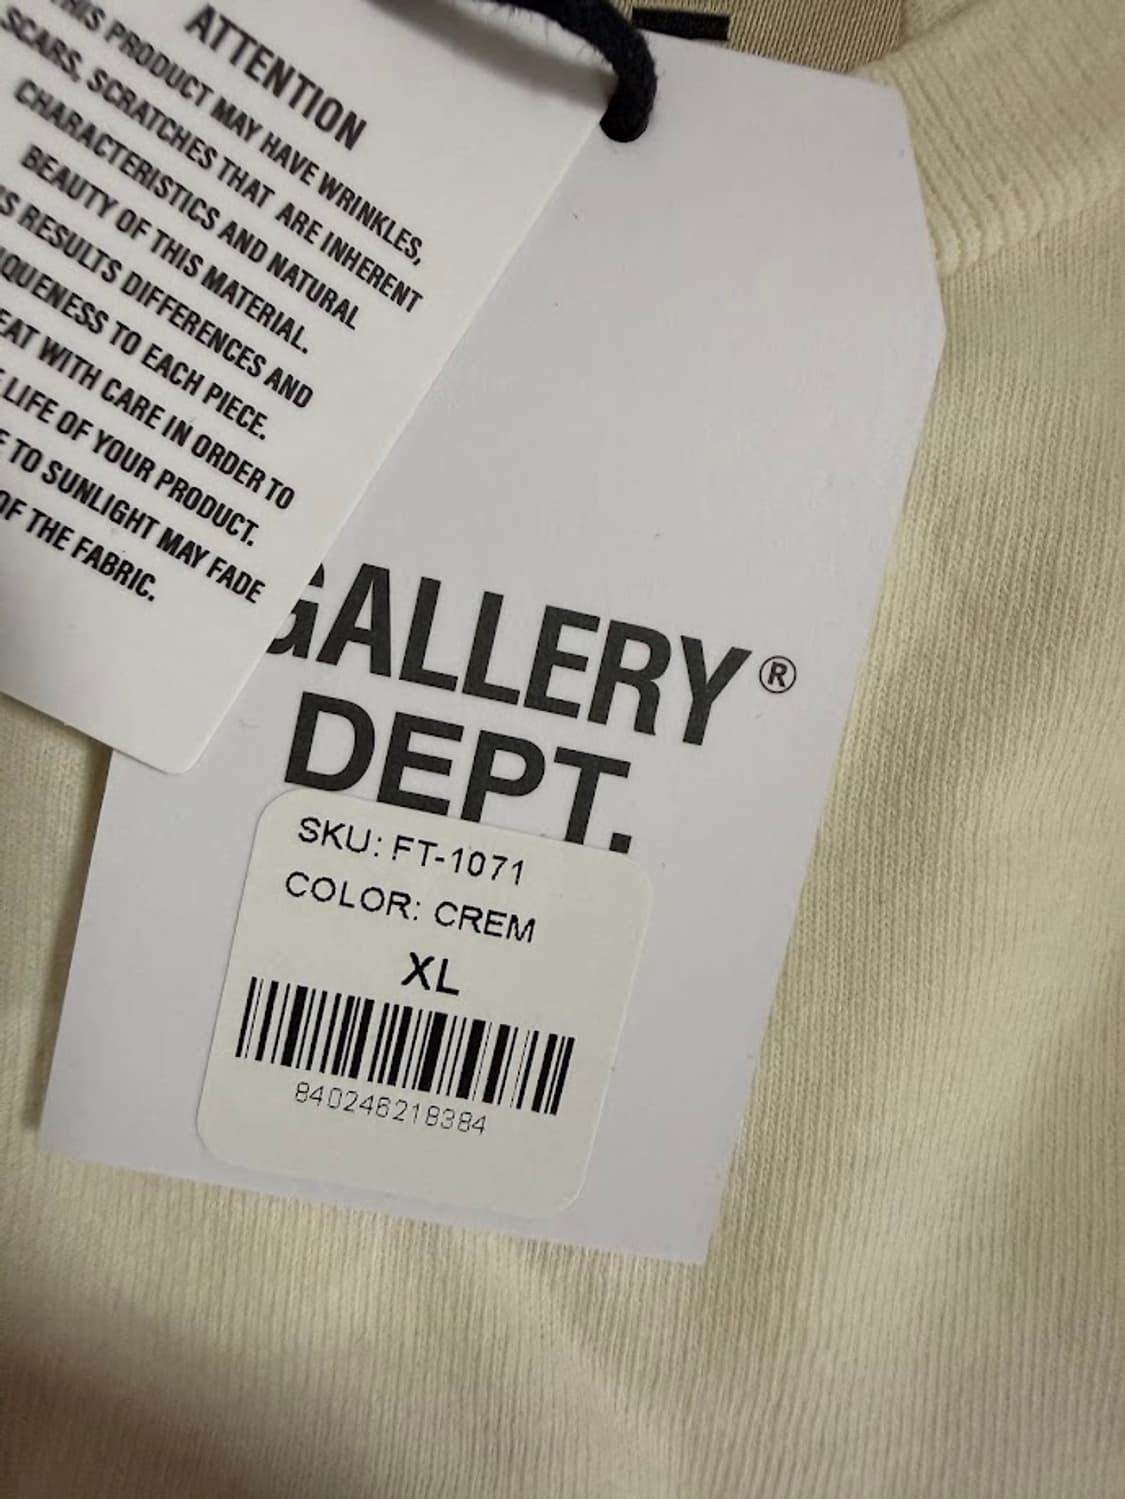 ATTENTION
THIS PRODUCT MAY HAVE WRINKLES,
SCARS, SCRATCHES THAT ARE INHERENT
CHARACTERISTICS AND NATURAL
BEAUTY OF THIS MATERIAL.
RESULTS DIFFERENCES AND
TO EACH PIECE.
WITH CARE IN ORDER TO
LIFE OF YOUR PRODUCT.
TO SUNLIGHT MAY FADE
OF THE FABRIC.
GALLERY®
DEPT.
SKU: FT-1071
COLOR: CREM
XL
840246218384